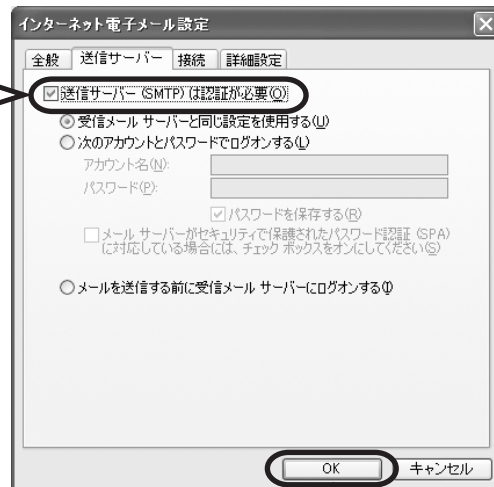 インターネット電子メール設定
全般 送信サーバー 接続 詳細設定
送信サーバー (SMTP) は認証が必要(O)
受信メール サーバーと同じ設定を使用する(U)
次のアカウントとパスワードでログオンする(L)
アカウント名(N):
パスワード(P):
パスワードを保存する(R)
メール サーバーがセキュリティで保護されたパスワード認証 (SPA)
に対応している場合には、チェック ボックスをオンにしてください(S)
メールを送信する前に受信メール サーバーにログオンする(I)
OK キャンセル